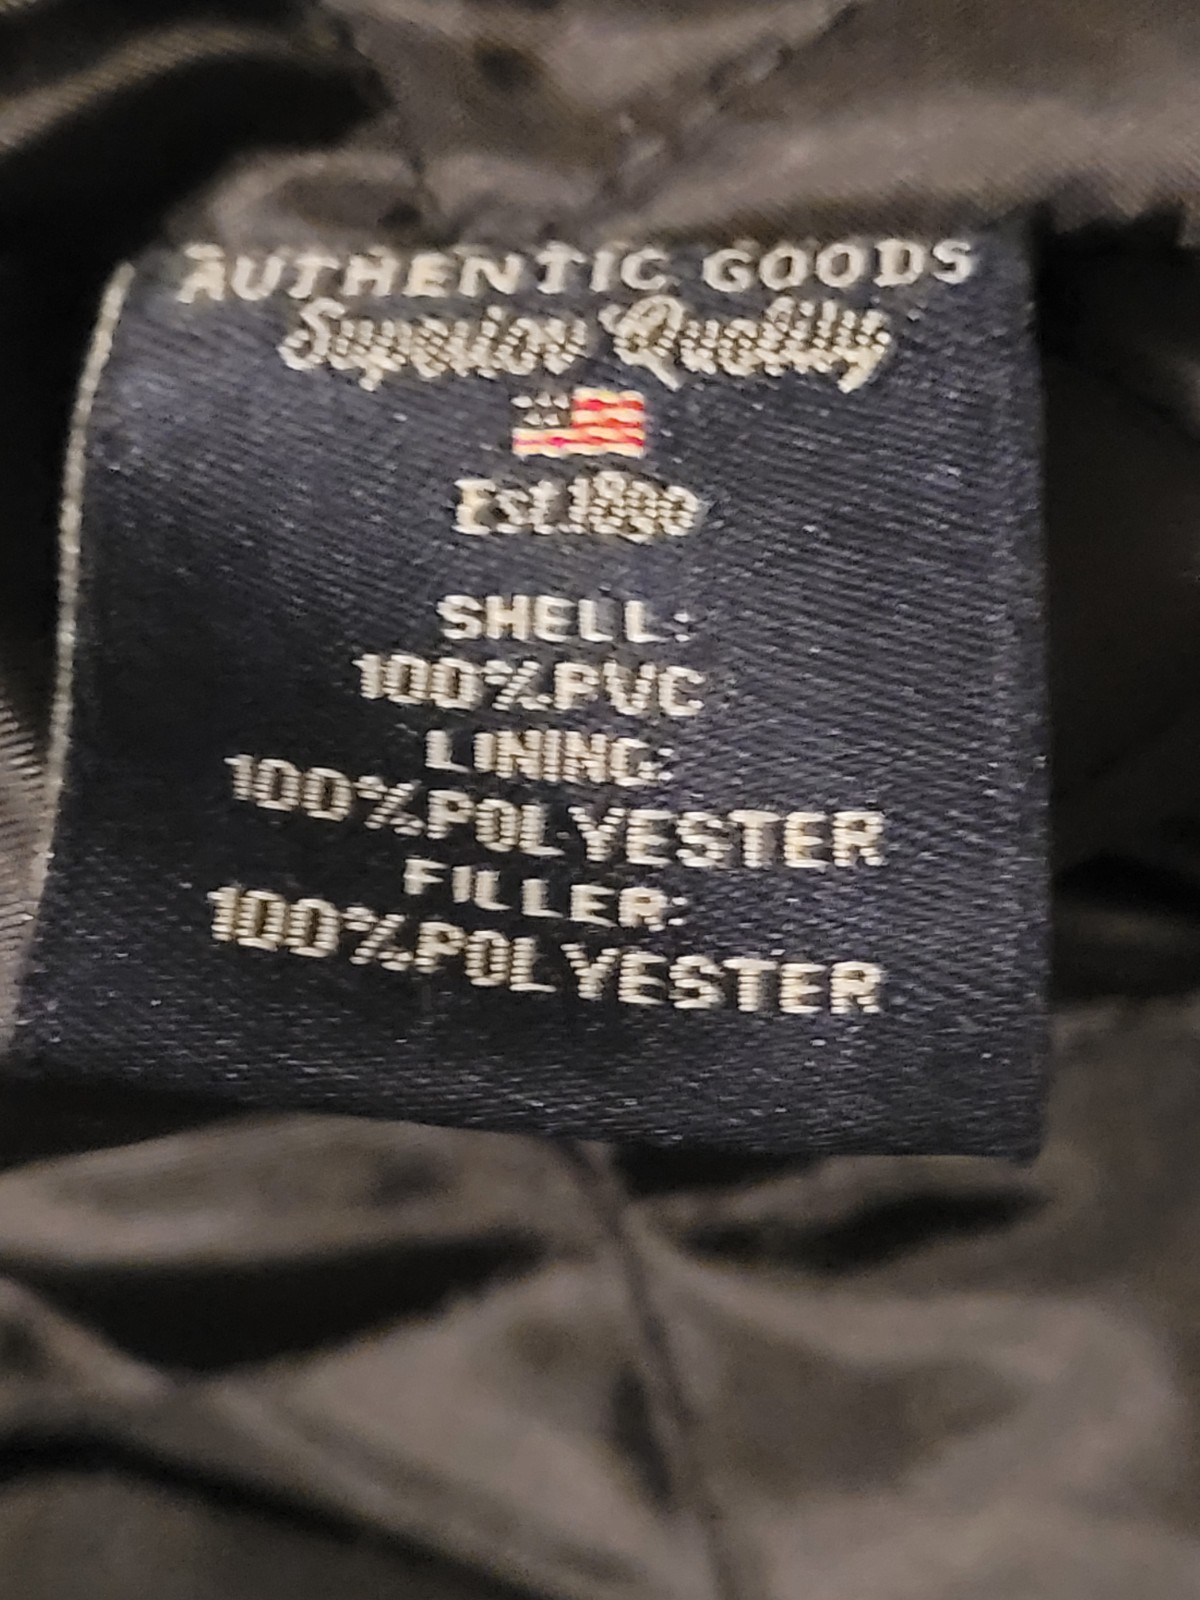 AUTHENTIC GOODS
Superior Quality
Est.1890
SHELL:
100%PVC
LINING:
100%POLYESTER
FILLER:
100%POLYESTER